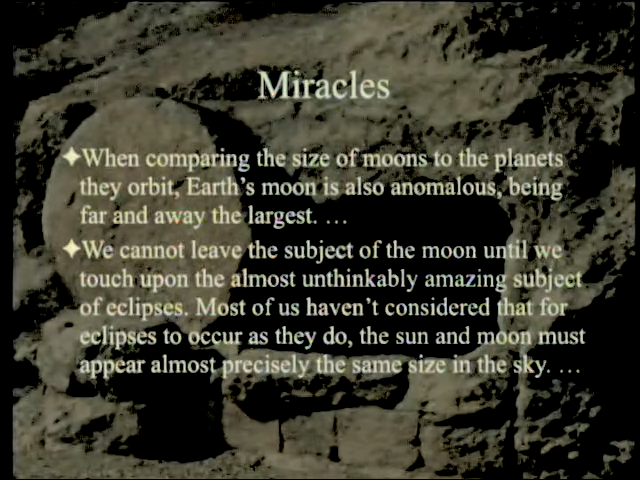 Miracles
✦When comparing the size of moons to the planets
they orbit, Earth's moon is also anomalous, being
far and away the largest. …
✦We cannot leave the subject of the moon until we
touch upon the almost unthinkably amazing subject
of eclipses. Most of us haven't considered that for
eclipses to occur as they do, the sun and moon must
appear almost precisely the same size in the sky. …